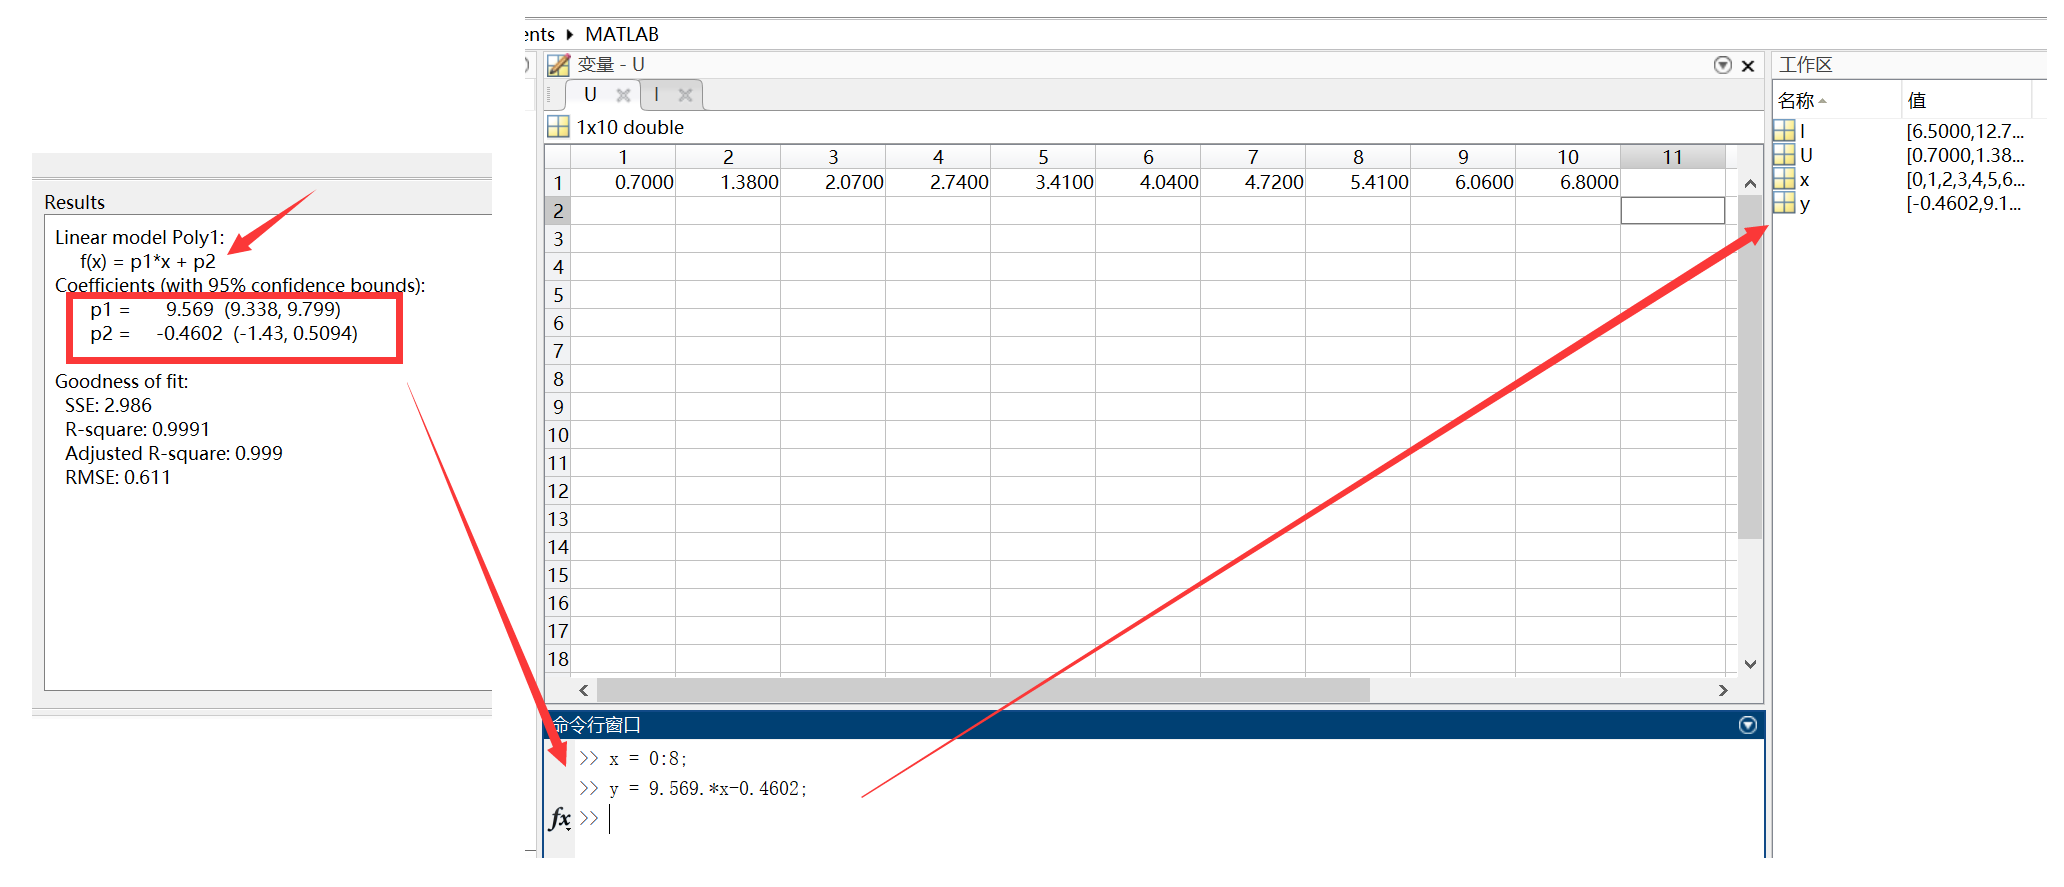 Results
Linear model Poly1:
f(x) = p1*x + p2
Coefficients (with 95% confidence bounds):
p1 = 9.569 (9.338, 9.799)
p2 = -0.4602 (-1.43, 0.5094)
Goodness of fit:
SSE: 2.986
R-square: 0.9991
Adjusted R-square: 0.999
RMSE: 0.611
ents MATLAB
变量 - U
U I
1x10 double
1 2 3 4 5 6 7 8 9 10 11
1 0.7000 1.3800 2.0700 2.7400 3.4100 4.0400 4.7200 5.4100 6.0600 6.8000
2
3
4
5
6
7
8
9
10
11
12
13
14
15
16
17
18
命令行窗口
>> x = 0:8;
>> y = 9.569.*x-0.4602;
fx >>
工作区
名称 值
I [6.5000,12.7...
U [0.7000,1.38...
x [0,1,2,3,4,5,6...
y [-0.4602,9.1...